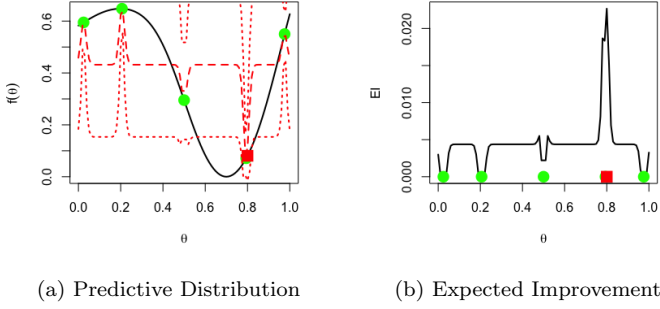 f(θ)
0.0 0.2 0.4 0.6
0.0 0.2 0.4 0.6 0.8 1.0
θ
(a) Predictive Distribution
EI
0.000 0.010 0.020
0.0 0.2 0.4 0.6 0.8 1.0
θ
(b) Expected Improvement